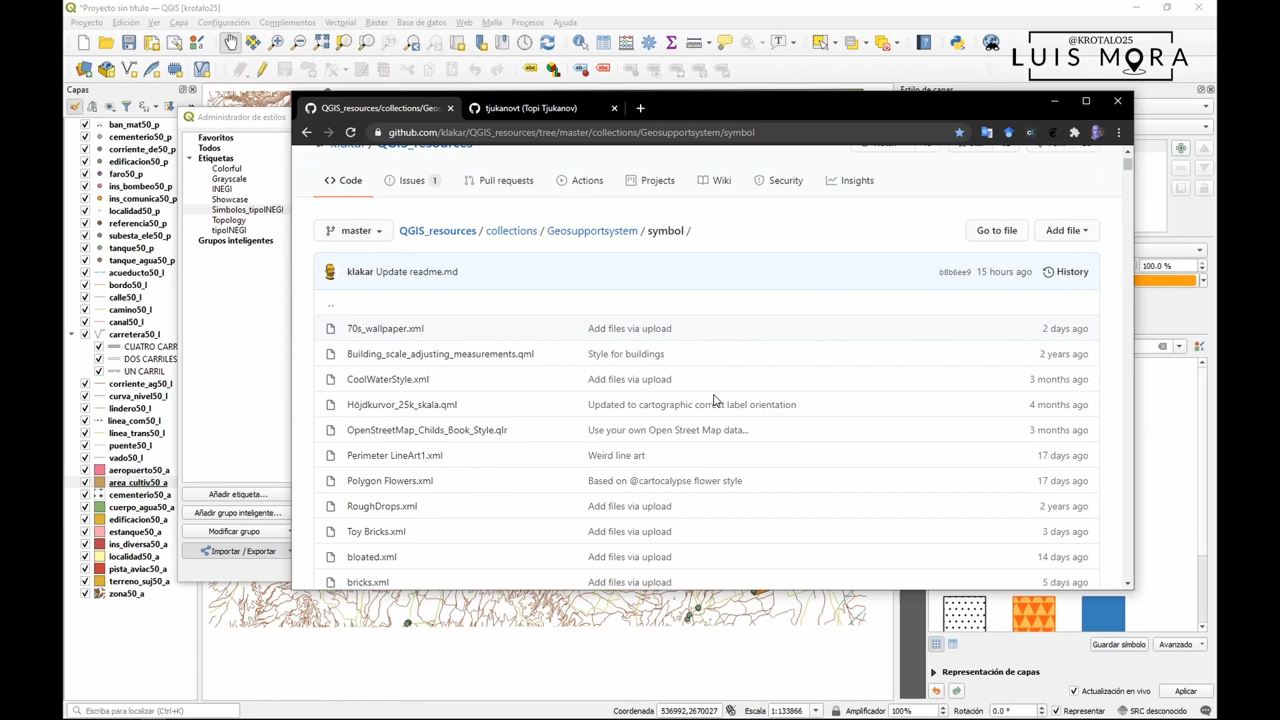 *Proyecto sin título — QGIS [krotalo25]
Proyecto Edición Ver Capa Configuración Complementos Vectorial Ráster Base de datos Web Malla Procesos Ayuda
@KROTALO25
LUIS MORA
Capas
ban_mat50_p
cementerio50_p
corriente_de50_p
edificacion50_p
faro50_p
ins_bombeo50_p
ins_comunica50_p
localidad50_p
referencia50_p
subesta_ele50_p
tanque50_p
tanque_agua50_p
acueducto50_l
bordo50_l
calle50_l
camino50_l
canal50_l
carretera50_l
CUATRO CARR
DOS CARRILES
UN CARRIL
corriente_ag50_l
curva_nivel50_l
lindero50_l
linea_com50_l
linea_trans50_l
puente50_l
vado50_l
aeropuerto50_a
area_cultiv50_a
cementerio50_a
cuerpo_agua50_a
edificacion50_a
estanque50_a
ins_diversa50_a
localidad50_a
pista_aviac50_a
terreno_suj50_a
zona50_a
Administrador de estilos
Favoritos
Todos
Etiquetas
Colorful
Grayscale
INEGI
Showcase
Simbolos_tipoINEGI
Topology
tipoINEGI
Grupos inteligentes
Añadir etiqueta...
Añadir grupo inteligente...
Modificar grupo
Importar / Exportar
QGIS_resources/collections/Geos
tjukanovt (Topi Tjukanov)
github.com/klakar/QGIS_resources/tree/master/collections/Geosupportsystem/symbol
Code Issues 1 Pull requests Actions Projects Wiki Security Insights
master QGIS_resources / collections / Geosupportsystem / symbol / Go to file Add file
klakar Update readme.md b8b6ee9 15 hours ago History
..
70s_wallpaper.xml Add files via upload 2 days ago
Building_scale_adjusting_measurements.qml Style for buildings 2 years ago
CoolWaterStyle.xml Add files via upload 3 months ago
Höjdkurvor_25k_skala.qml Updated to cartographic correct label orientation 4 months ago
OpenStreetMap_Childs_Book_Style.qlr Use your own Open Street Map data... 3 months ago
Perimeter LineArt1.xml Weird line art 17 days ago
Polygon Flowers.xml Based on @cartocalypse flower style 17 days ago
RoughDrops.xml Add files via upload 2 years ago
Toy Bricks.xml Add files via upload 3 days ago
bloated.xml Add files via upload 14 days ago
bricks.xml Add files via upload 5 days ago
100.0 %
Guardar símbolo Avanzado
Representación de capas
Actualización en vivo Aplicar
Escriba para localizar (Ctrl+K) Coordenada 536992,2670027 Escala 1:133866 Amplificador 100% Rotación 0.0 ° Representar SRC desconocido